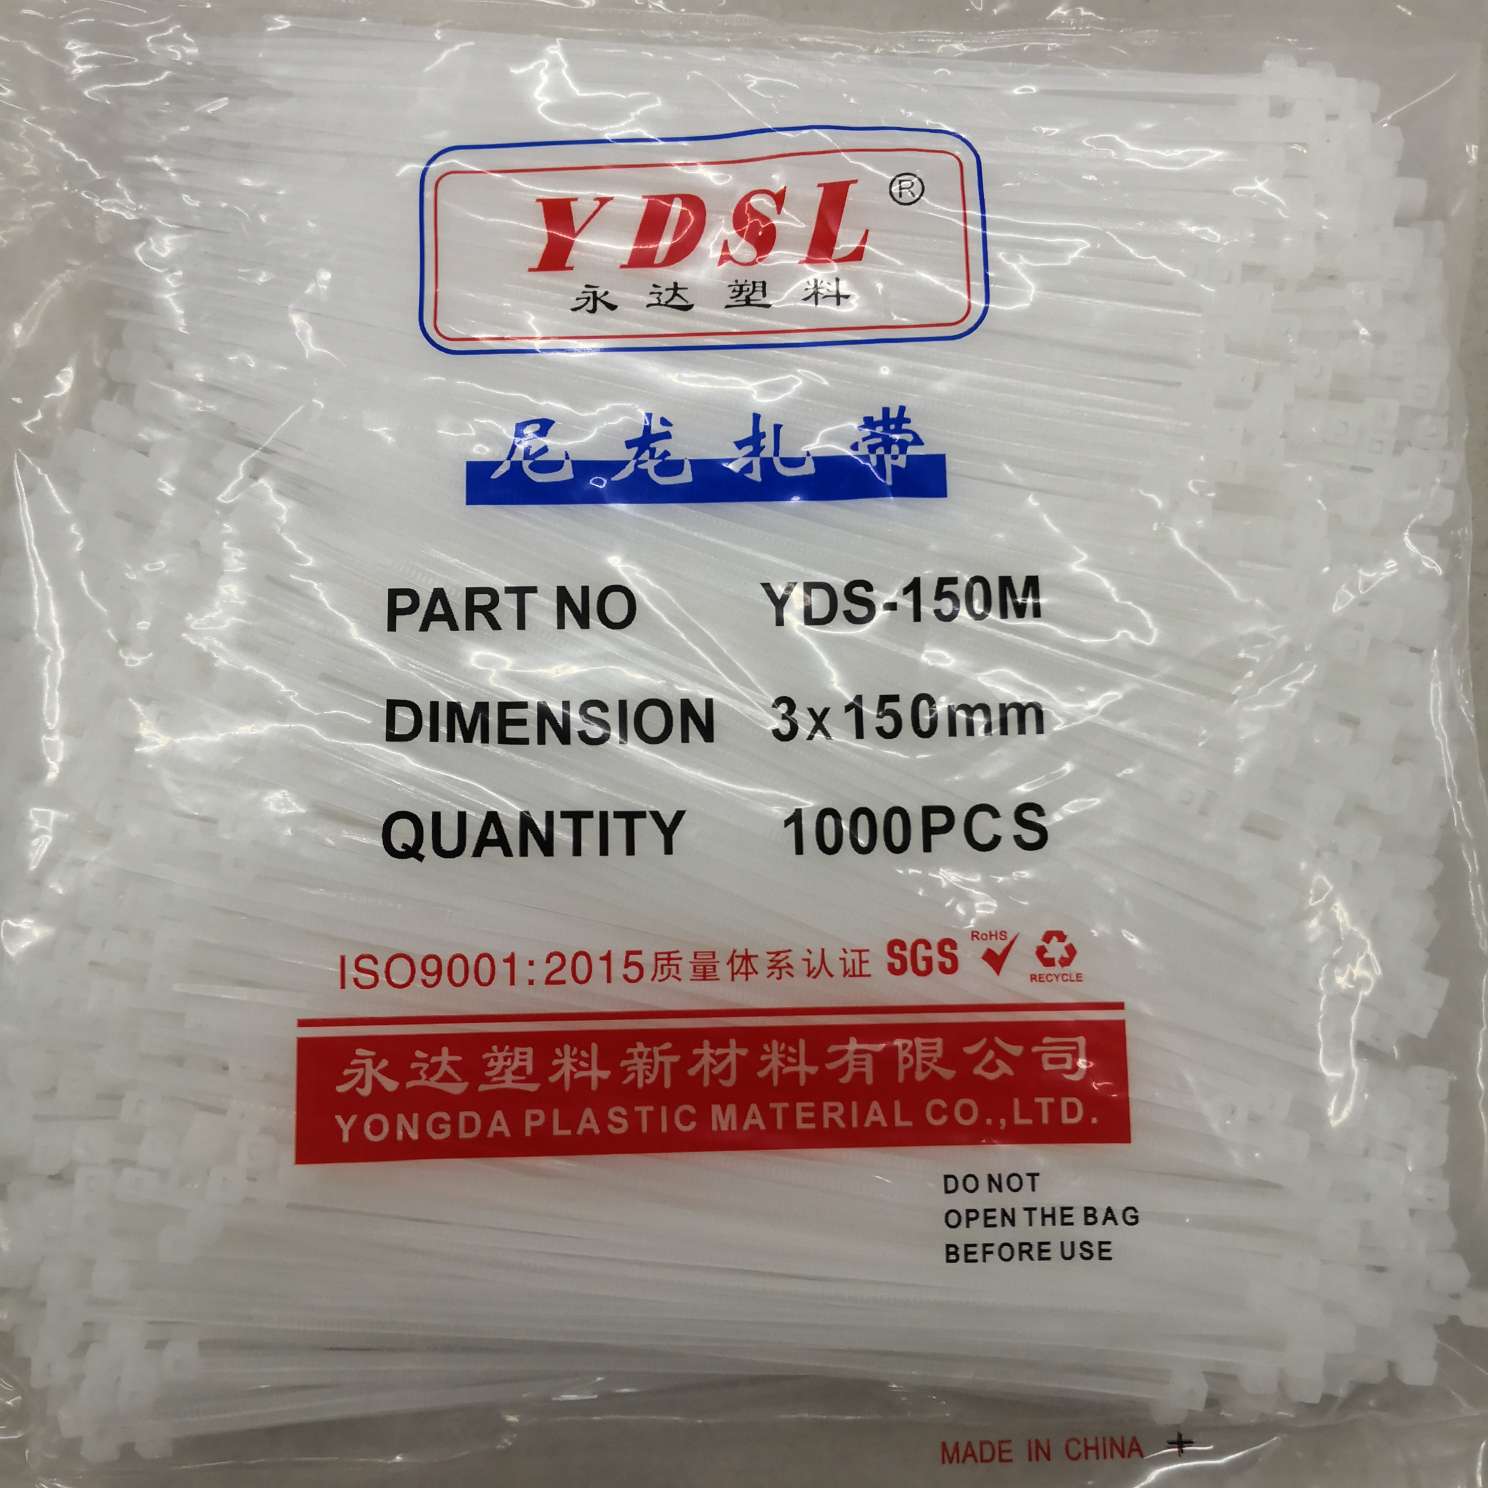 YDSL®
永达塑料
尼龙扎带
PART NO YDS-150M
DIMENSION 3x150mm
QUANTITY 1000PCS
ISO9001:2015质量体系认证 SGS RoHS RECYCLE
永达塑料新材料有限公司
YONGDA PLASTIC MATERIAL CO.,LTD.
DO NOT
OPEN THE BAG
BEFORE USE
MADE IN CHINA +